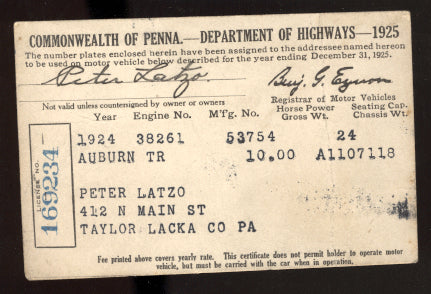 COMMONWEALTH OF PENNA.—DEPARTMENT OF HIGHWAYS—1925
The number plates enclosed herein have been assigned to the addressee named hereon
to be used on motor vehicle below described for the year ending December 31, 1925.
Peter Latzo. Benj. G. Eynon
Not valid unless countersigned by owner or owners Registrar of Motor Vehicles
Horse Power Seating Cap.
Year Engine No. M'fg. No. Gross Wt. Chassis Wt.
1924 38261 53754 24
AUBURN TR 10.00 A1107118
LICENSE NO. 169234
PETER LATZO
412 N MAIN ST
TAYLOR LACKA CO PA
Fee printed above covers yearly rate. This certificate does not permit holder to operate motor
vehicle, but must be carried with the car when in operation.